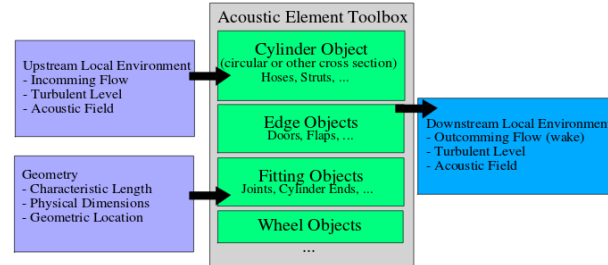 Acoustic Element Toolbox
Upstream Local Environment
- Incomming Flow
- Turbulent Level
- Acoustic Field
Geometry
- Characteristic Length
- Physical Dimensions
- Geometric Location
Cylinder Object
(circular or other cross section)
Hoses, Struts, ...
Edge Objects
Doors, Flaps, ...
Fitting Objects
Joints, Cylinder Ends, ...
Wheel Objects
...
Downstream Local Environment
- Outcomming Flow (wake)
- Turbulent Level
- Acoustic Field